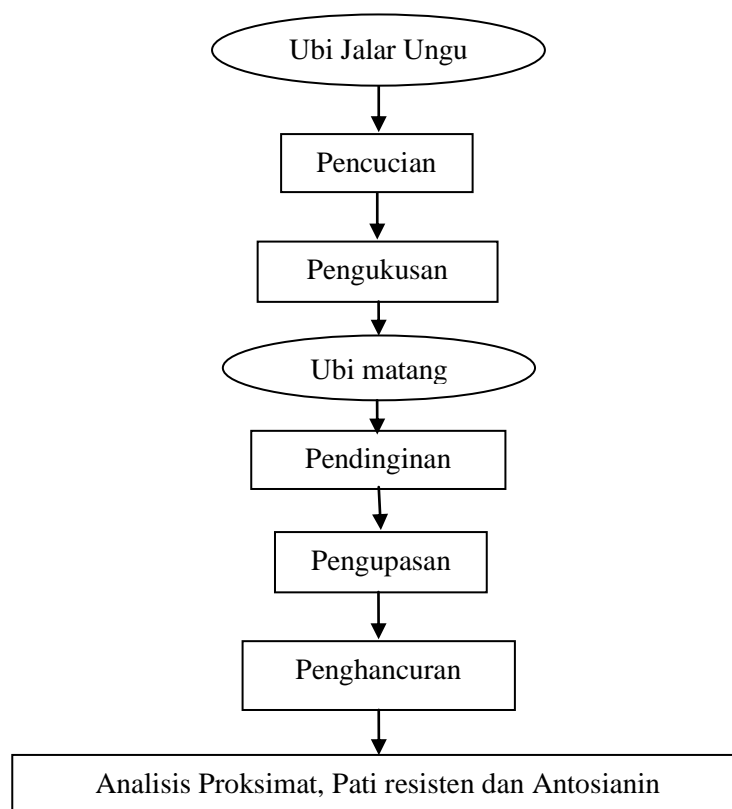 Ubi Jalar Ungu
Pencucian
Pengukusan
Ubi matang
Pendinginan
Pengupasan
Penghancuran
Analisis Proksimat, Pati resisten dan Antosianin